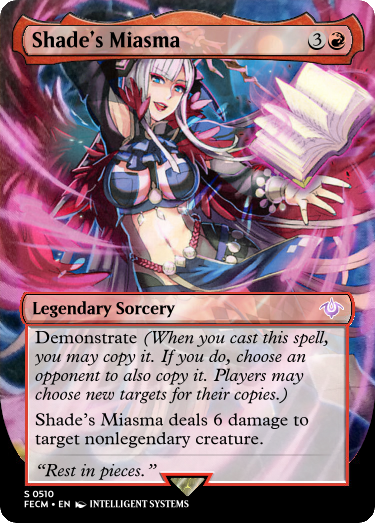 Shade's Miasma 3
Legendary Sorcery
Demonstrate (When you cast this spell,
you may copy it. If you do, choose an
opponent to also copy it. Players may
choose new targets for their copies.)
Shade's Miasma deals 6 damage to
target nonlegendary creature.
“Rest in pieces.”
S 0510
FECM • EN INTELLIGENT SYSTEMS